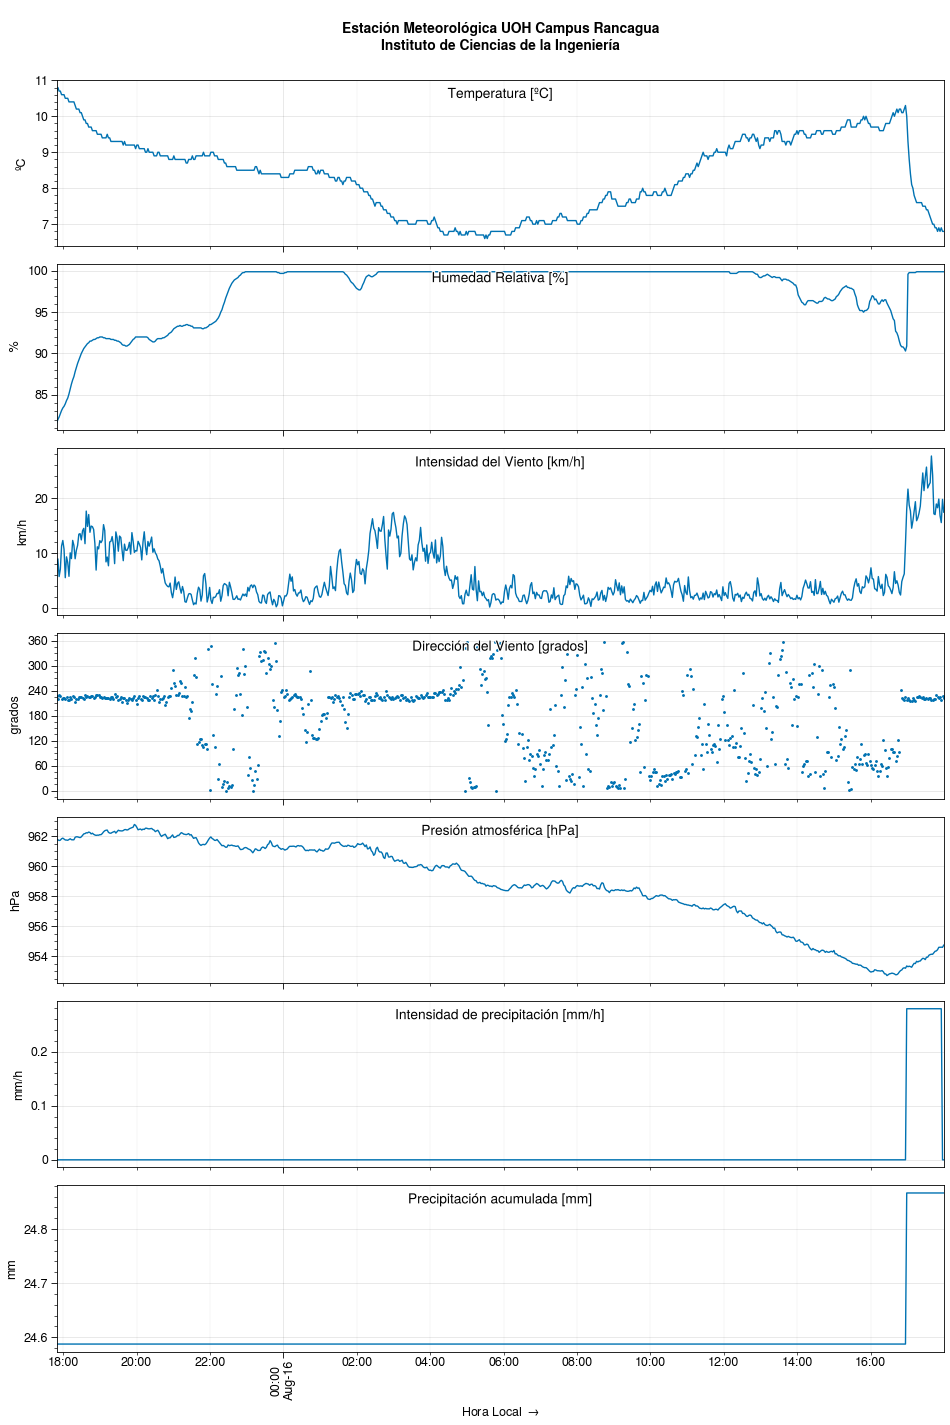 Estación Meteorológica UOH Campus Rancagua
Instituto de Ciencias de la Ingeniería
Temperatura [ºC]
ºC
11
10
9
8
7
Humedad Relativa [%]
%
100
95
90
85
Intensidad del Viento [km/h]
km/h
20
10
0
Dirección del Viento [grados]
grados
360
300
240
180
120
60
0
Presión atmosférica [hPa]
hPa
962
960
958
956
954
Intensidad de precipitación [mm/h]
mm/h
0.2
0.1
0
Precipitación acumulada [mm]
mm
24.8
24.7
24.6
18:00 20:00 22:00 00:00 02:00 04:00 06:00 08:00 10:00 12:00 14:00 16:00
Aug-16
Hora Local →